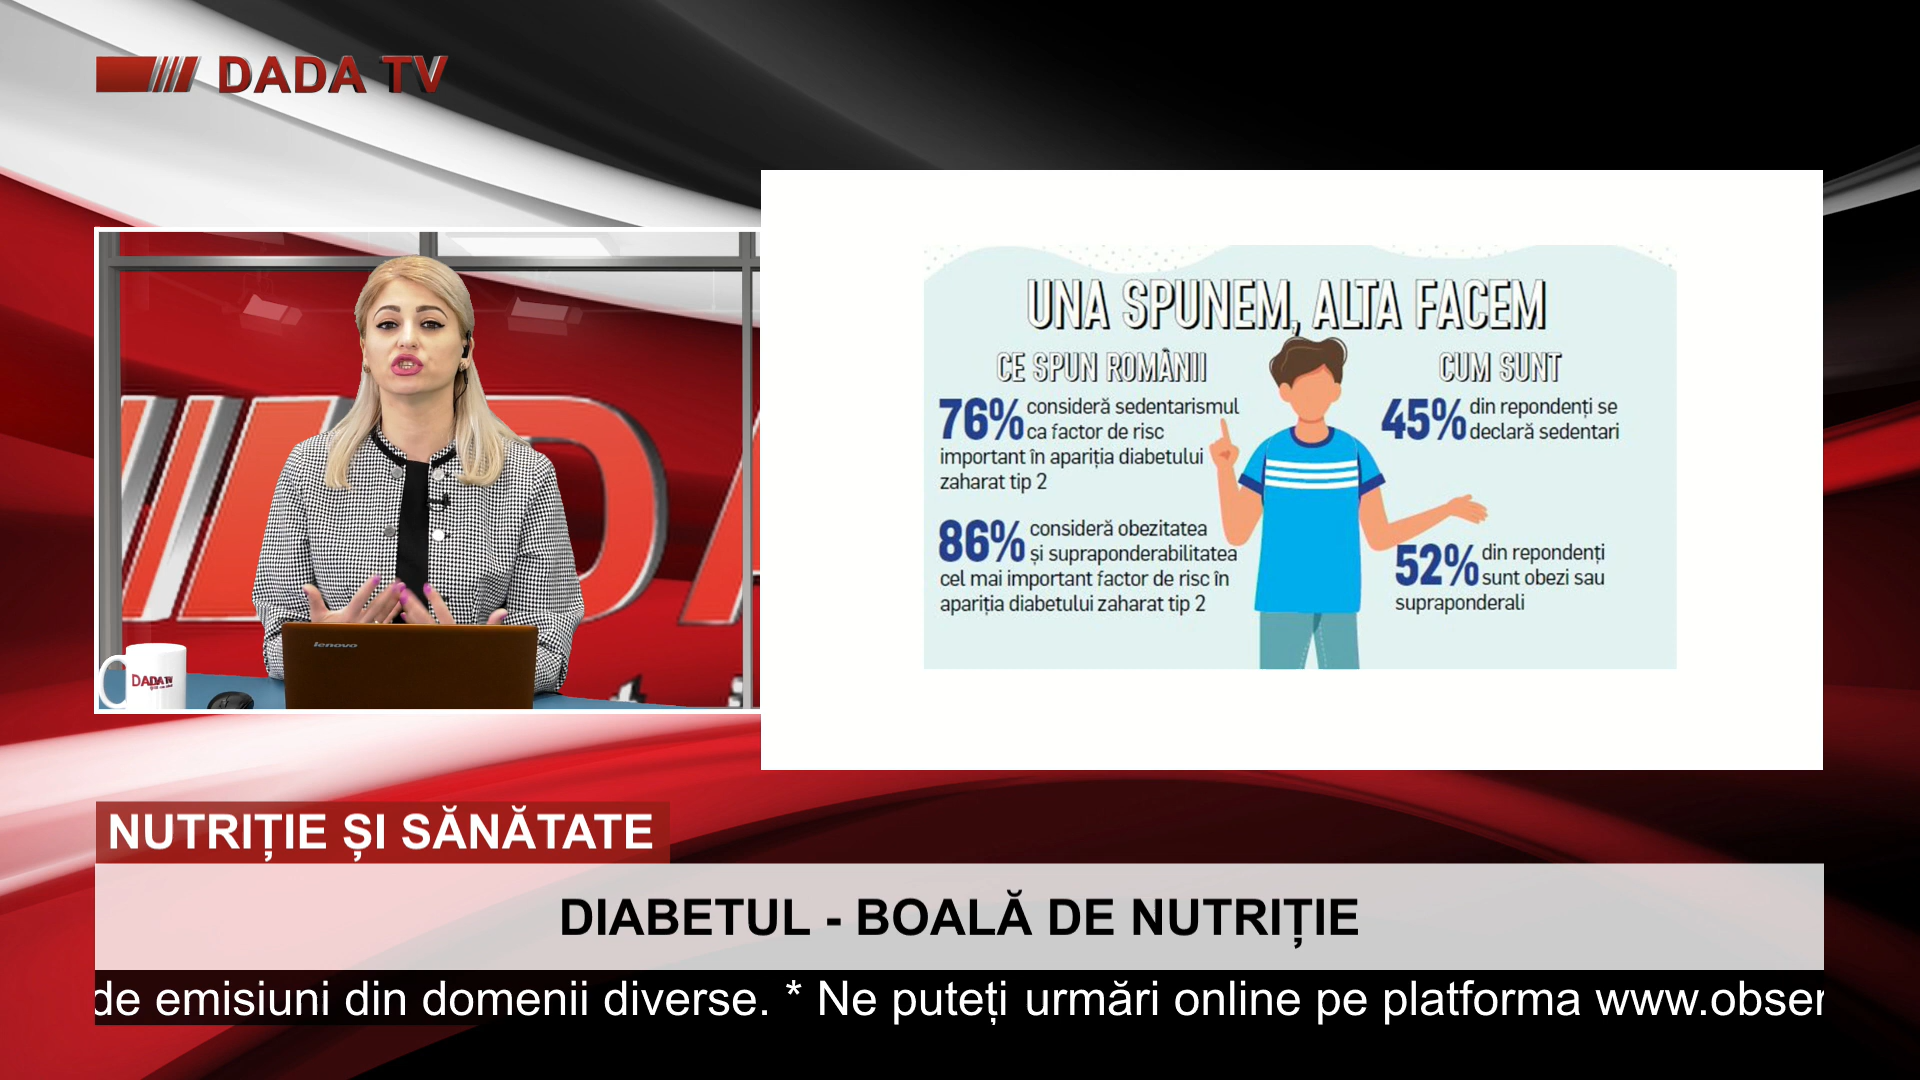 DADA TV
lenovo
DADA TV
UNA SPUNEM, ALTA FACEM
CE SPUN ROMÂNII
76% consideră sedentarismul
ca factor de risc
important în apariția diabetului
zaharat tip 2
86% consideră obezitatea
și supraponderabilitatea
cel mai important factor de risc în
apariția diabetului zaharat tip 2
CUM SUNT
45% din repondenți se
declară sedentari
52% din repondenți
sunt obezi sau
supraponderali
NUTRIȚIE ȘI SĂNĂTATE
DIABETUL - BOALĂ DE NUTRIȚIE
de emisiuni din domenii diverse. * Ne puteți urmări online pe platforma www.obser